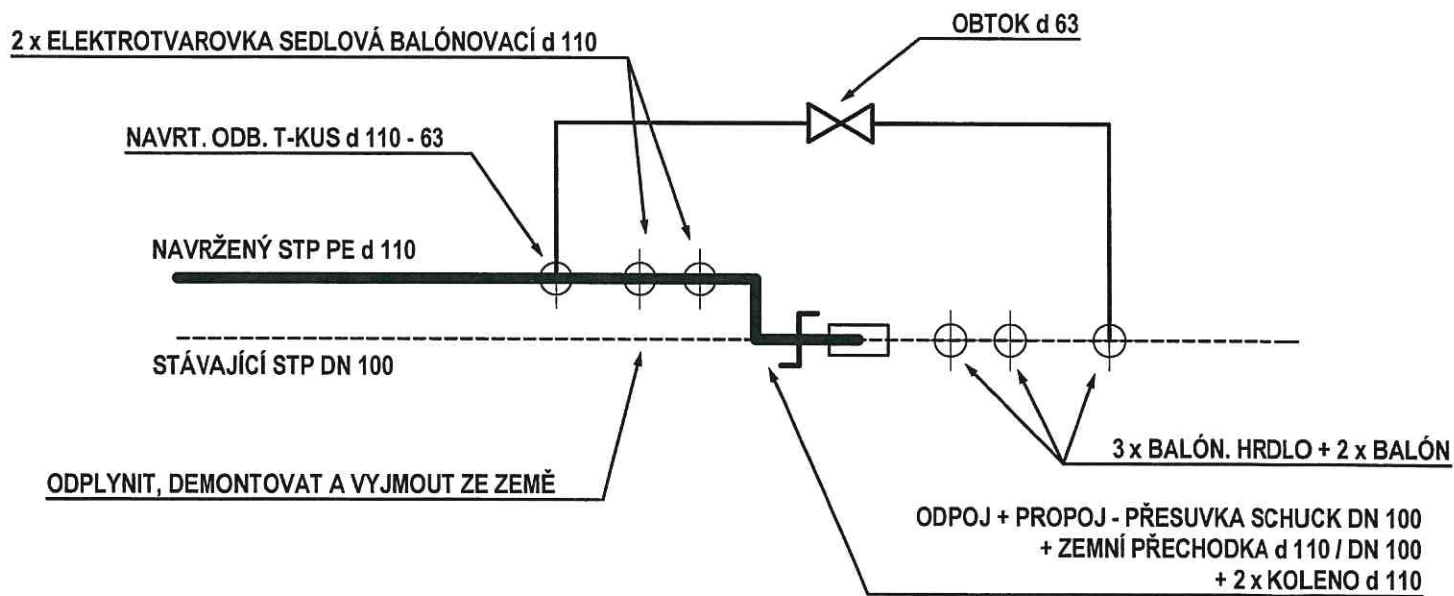 2 x ELEKTROTVAROVKA SEDLOVÁ BALÓNOVACÍ d 110
OBTOK d 63
NAVRT. ODB. T-KUS d 110 - 63
NAVRŽENÝ STP PE d 110
STÁVAJÍCÍ STP DN 100
3 x BALÓN. HRDLO + 2 x BALÓN
ODPLYNIT, DEMONTOVAT A VYJMOUT ZE ZEMĚ
ODPOJ + PROPOJ - PŘESUVKA SCHUCK DN 100
+ ZEMNÍ PŘECHODKA d 110 / DN 100
+ 2 x KOLENO d 110